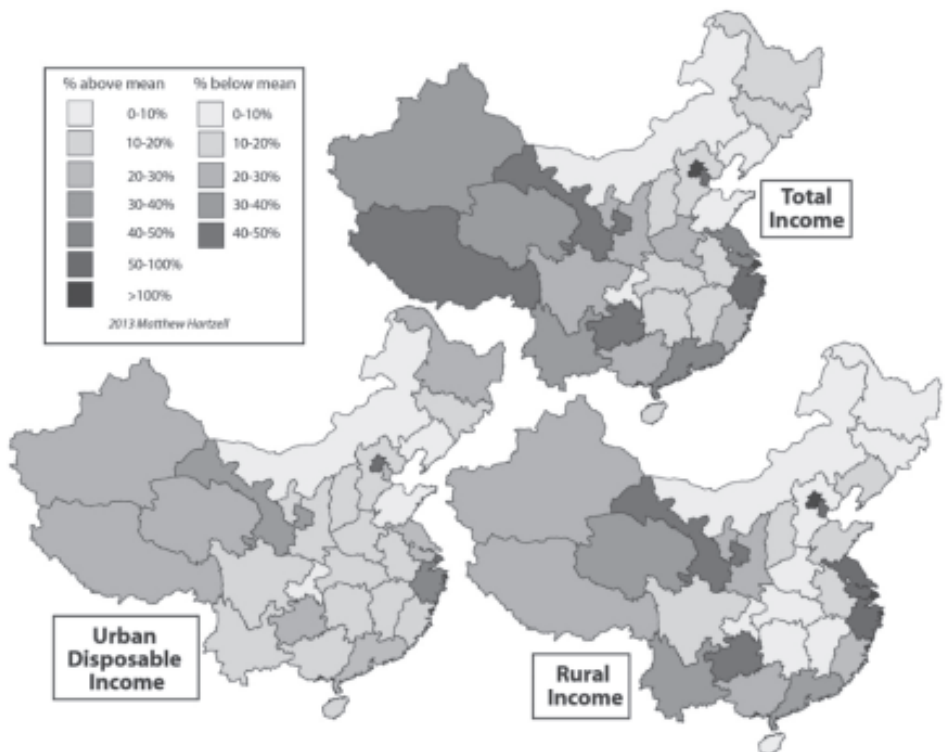 % above mean % below mean
0-10% 0-10%
10-20% 10-20%
20-30% 20-30%
30-40% 30-40%
40-50% 40-50%
50-100%
>100%
2013 Matthew Hartzell
Total
Income
Urban
Disposable
Income
Rural
Income